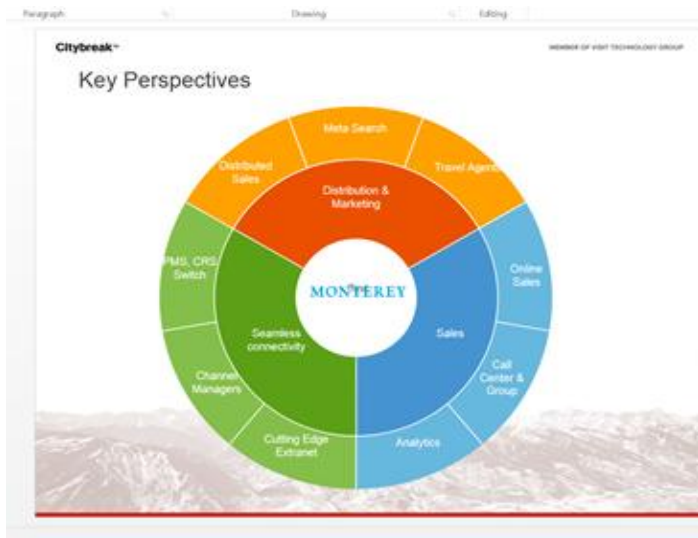 Paragraph
Drawing
Editing
Citybreak™
MEMBER OF VISIT TECHNOLOGY GROUP
Key Perspectives
Meta Search
Distributed
Sales
Travel Agents
Distribution &
Marketing
PMS, CRS,
Switch
Online
Sales
MONTEREY
Seamless
connectivity
Sales
Channel
Managers
Call
Center &
Group
Cutting Edge
Extranet
Analytics